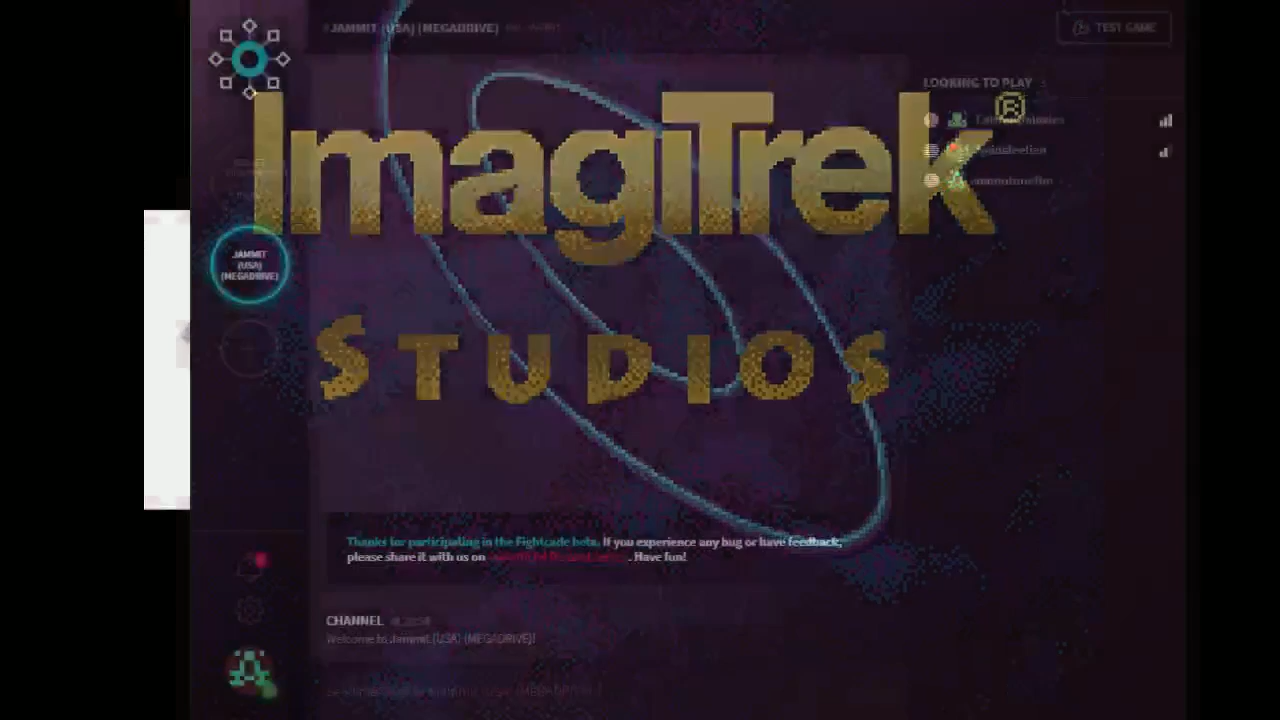 JAMMIT (USA) (MEGADRIVE)
TEST GAME
LOOKING TO PLAY
ImagiTrek®
JAMMIT
(USA)
(MEGADRIVE)
STUDIOS
Thanks for participating in the Fightcade beta. If you experience any bug or have feedback,
please share it with us on . Have fun!
CHANNEL
Welcome to Jammit (USA) (MEGADRIVE)!